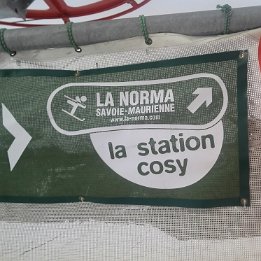 LA NORMA
SAVOIE-MAURIENNE
www.la-norma.com
la station
cosy